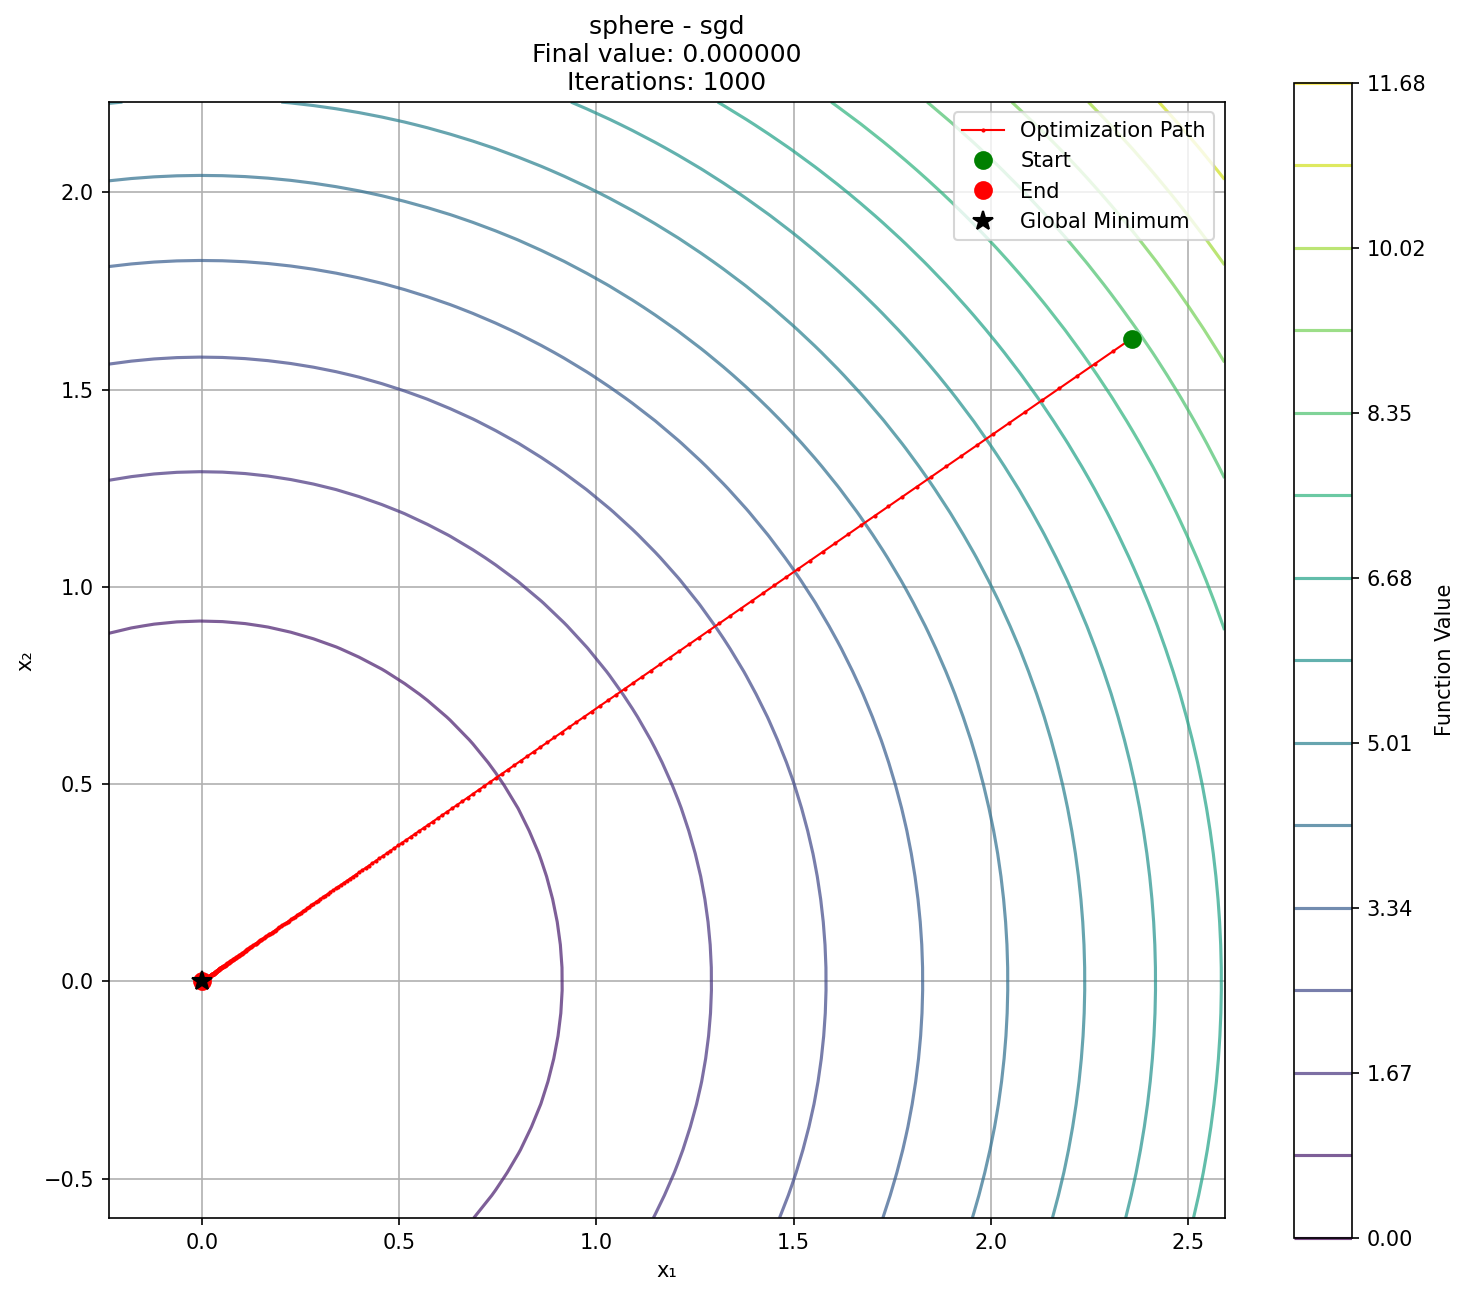 sphere - sgd
Final value: 0.000000
Iterations: 1000
Optimization Path
Start
End
Global Minimum
2.0
1.5
1.0
0.5
0.0
−0.5
x₂
0.0
0.5
1.0
1.5
2.0
2.5
x₁
11.68
10.02
8.35
6.68
5.01
3.34
1.67
0.00
Function Value